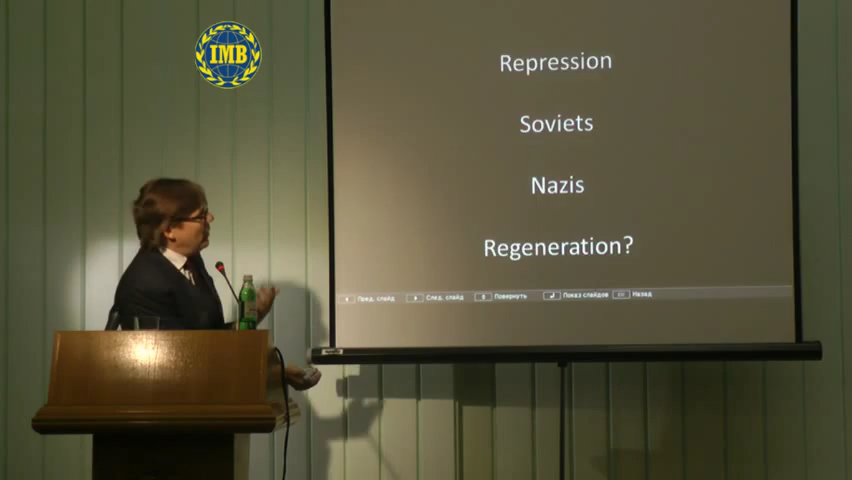 IMB
Repression
Soviets
Nazis
Regeneration?
Пред. слайд След. слайд Повернуть Показ слайдов Назад